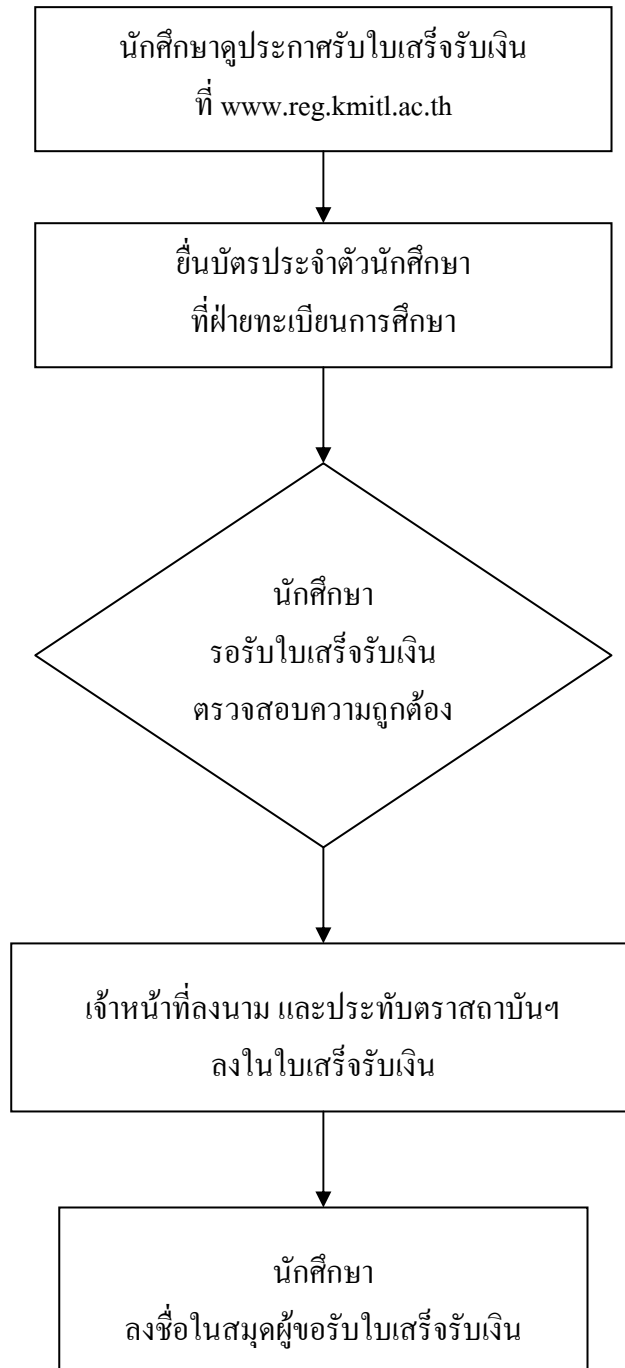 นักศึกษาดูประกาศรับใบเสร็จรับเงิน
ที่ www.reg.kmitl.ac.th
ยื่นบัตรประจำตัวนักศึกษา
ที่ฝ่ายทะเบียนการศึกษา
นักศึกษา
รอรับใบเสร็จรับเงิน
ตรวจสอบความถูกต้อง
เจ้าหน้าที่ลงนาม และประทับตราสถาบันฯ
ลงในใบเสร็จรับเงิน
นักศึกษา
ลงชื่อในสมุดผู้ขอรับใบเสร็จรับเงิน